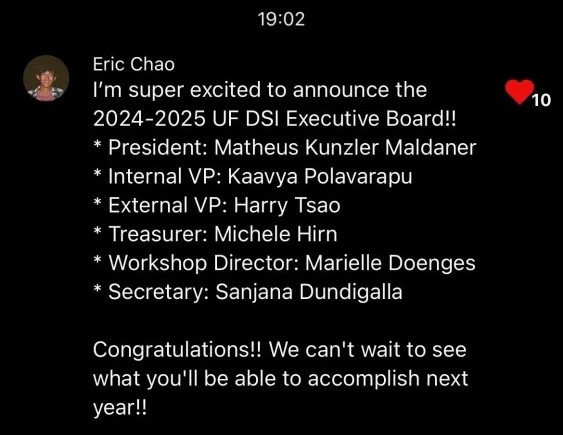 19:02
Eric Chao
I'm super excited to announce the
2024-2025 UF DSI Executive Board!!
* President: Matheus Kunzler Maldaner
* Internal VP: Kaavya Polavarapu
* External VP: Harry Tsao
* Treasurer: Michele Hirn
* Workshop Director: Marielle Doenges
* Secretary: Sanjana Dundigalla
Congratulations!! We can't wait to see
what you'll be able to accomplish next
year!!
10